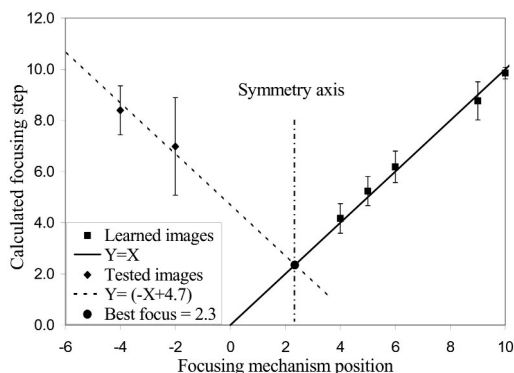 12.0
10.0
8.0
6.0
4.0
2.0
0.0
Calculated focusing step
Symmetry axis
Learned images
Y=X
Tested images
Y= (-X+4.7)
Best focus = 2.3
-6 -4 -2 0 2 4 6 8 10
Focusing mechanism position